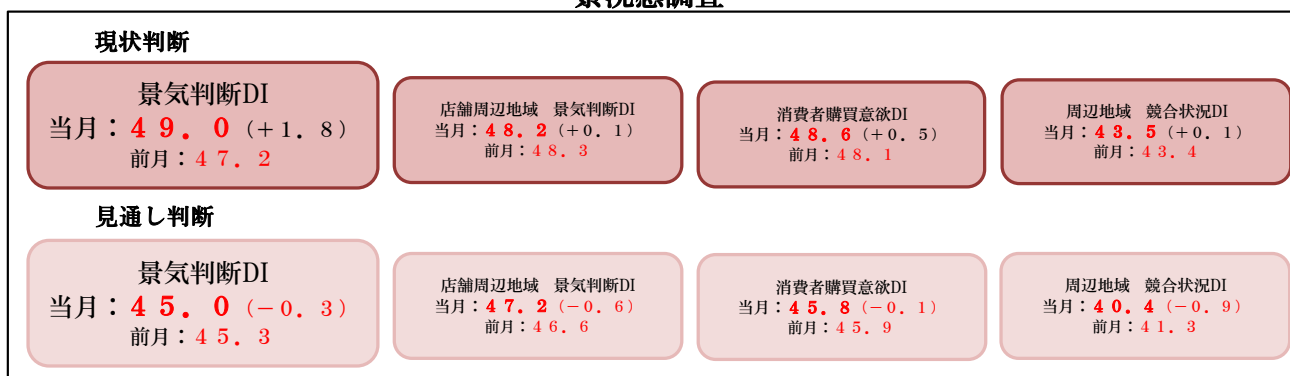 現状判断
景気判断DI
当月：４９．０（＋１．８）
前月：４７．２
店舗周辺地域　景気判断DI
当月：４８．２（＋０．１）
前月：４８．３
消費者購買意欲DI
当月：４８．６（＋０．５）
前月：４８．１
周辺地域　競合状況DI
当月：４３．５（＋０．１）
前月：４３．４
見通し判断
景気判断DI
当月：４５．０（－０．３）
前月：４５．３
店舗周辺地域　景気判断DI
当月：４７．２（－０．６）
前月：４６．６
消費者購買意欲DI
当月：４５．８（－０．１）
前月：４５．９
周辺地域　競合状況DI
当月：４０．４（－０．９）
前月：４１．３